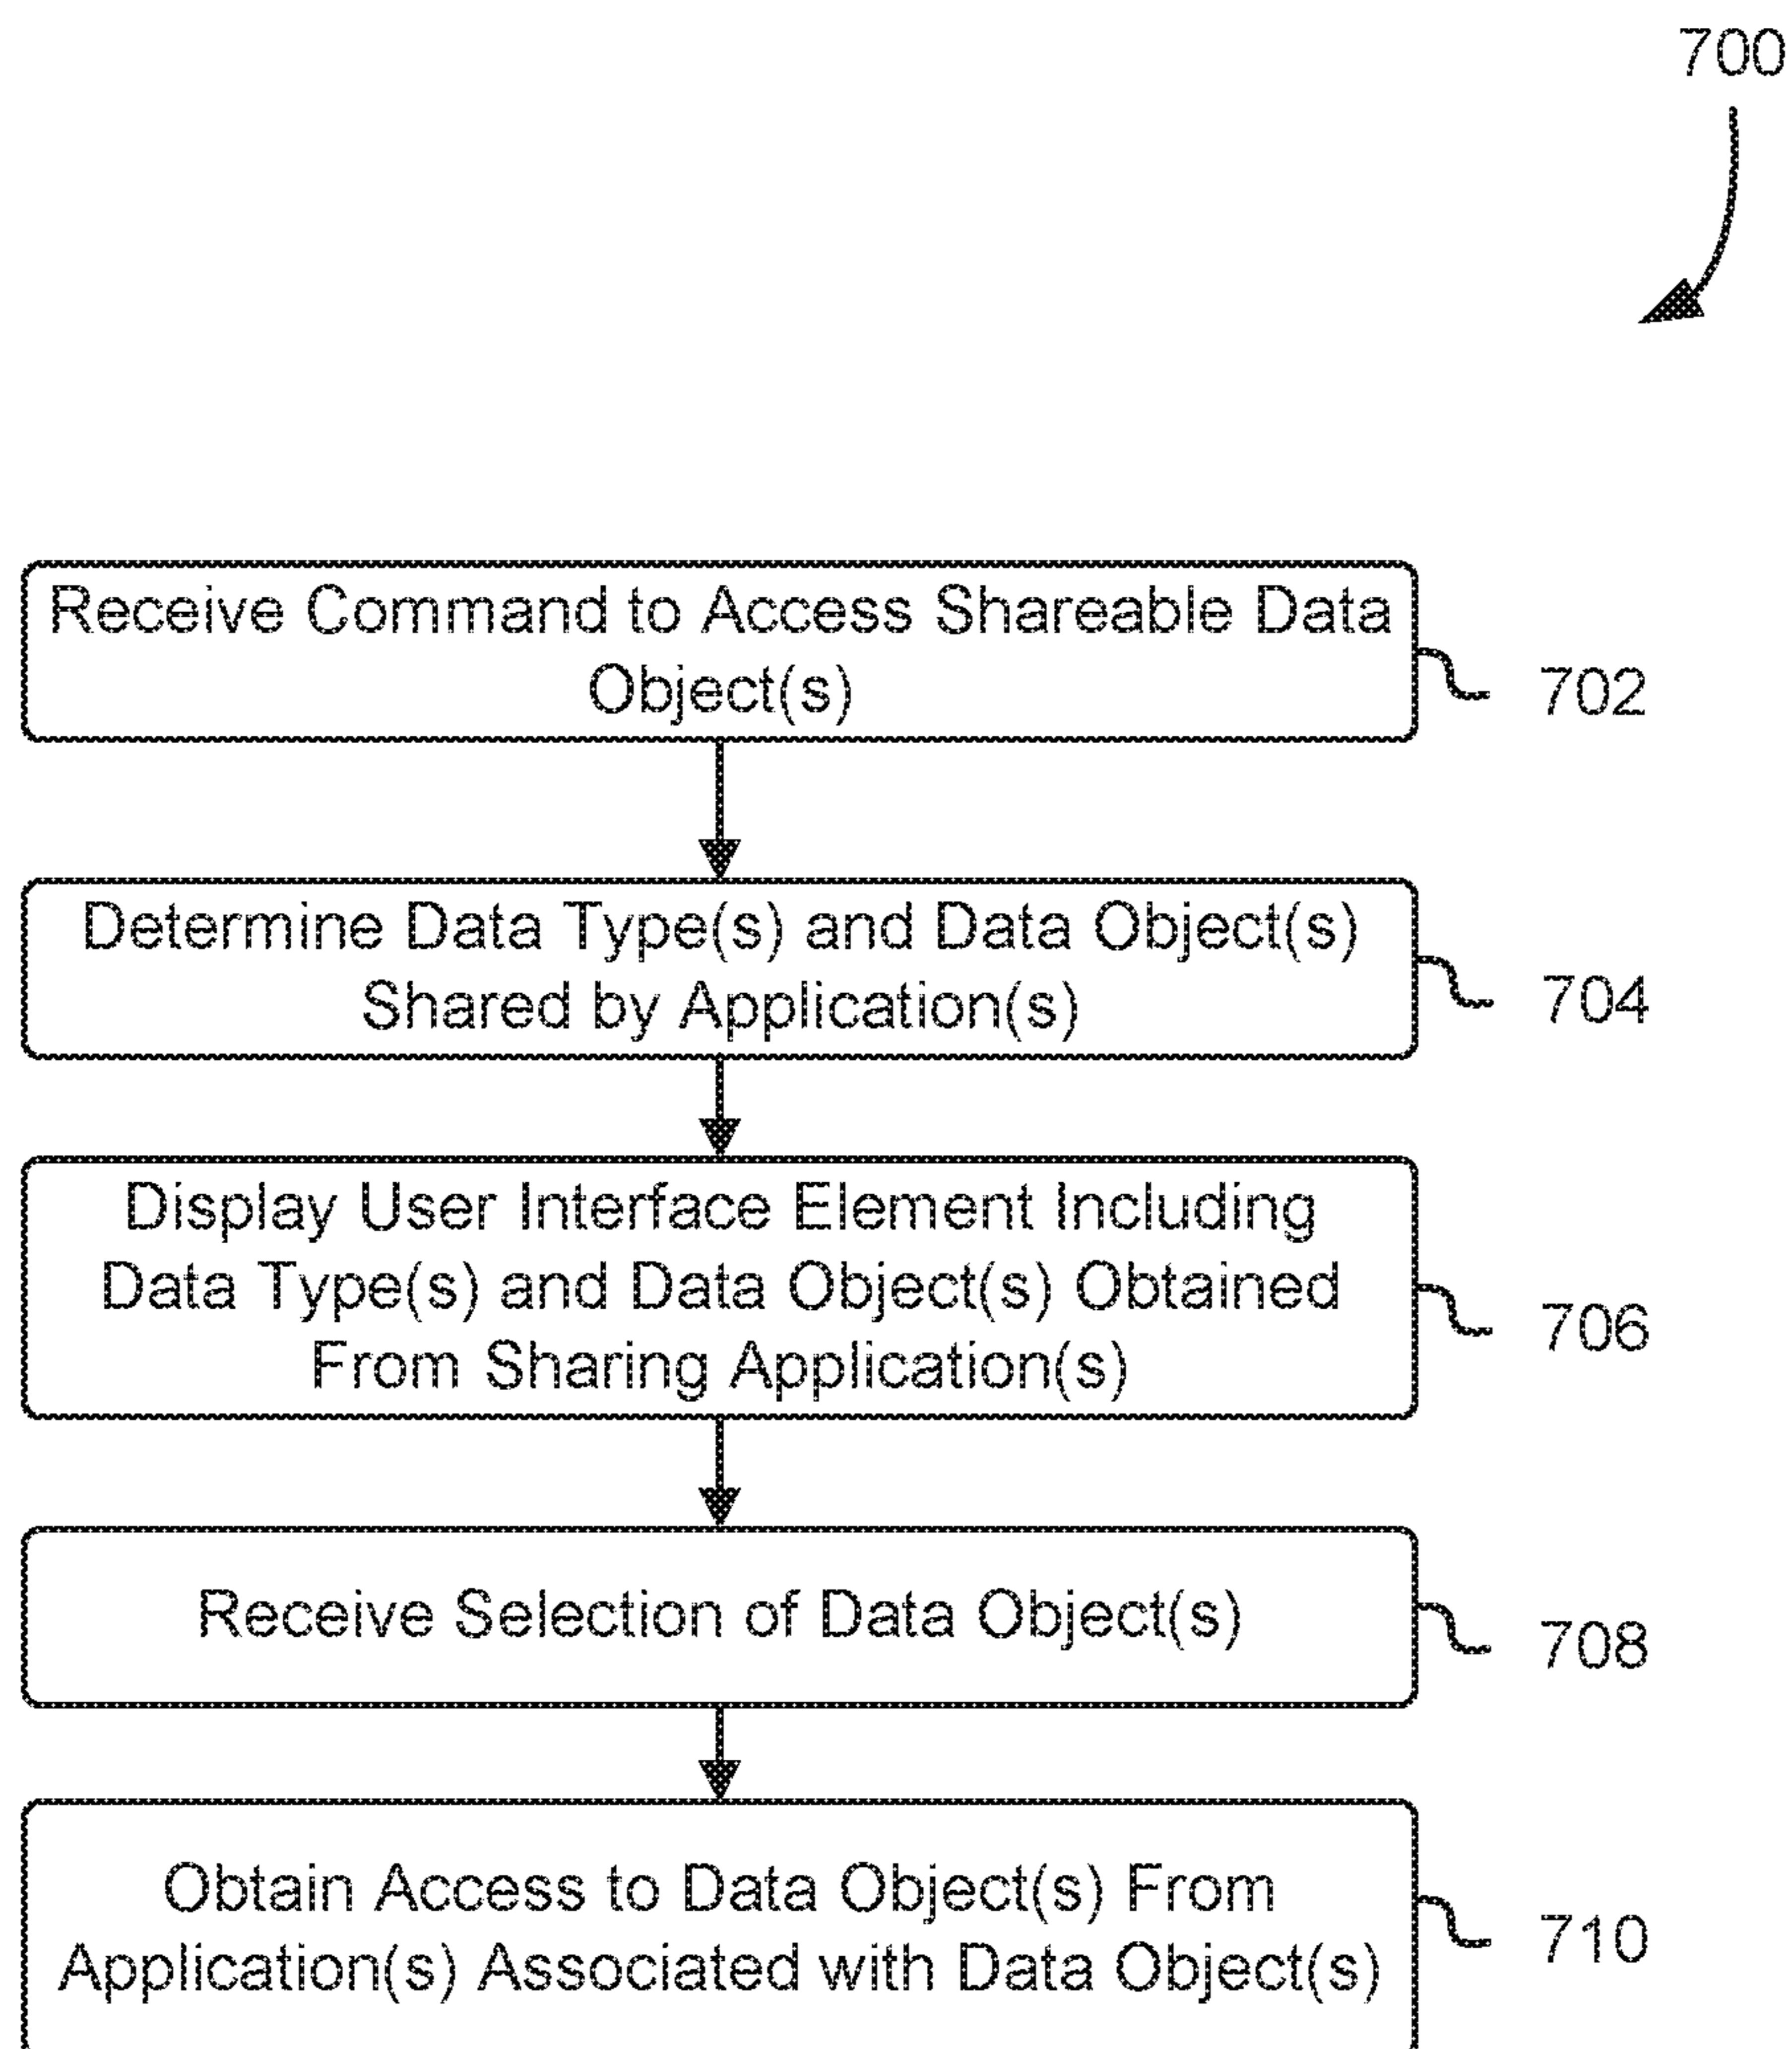 700
Receive Command to Access Shareable Data
Object(s)
702
Determine Data Type(s) and Data Object(s)
Shared by Application(s)
704
Display User Interface Element Including
Data Type(s) and Data Object(s) Obtained
From Sharing Application(s)
706
Receive Selection of Data Object(s)
708
Obtain Access to Data Object(s) From
Application(s) Associated with Data Object(s)
710